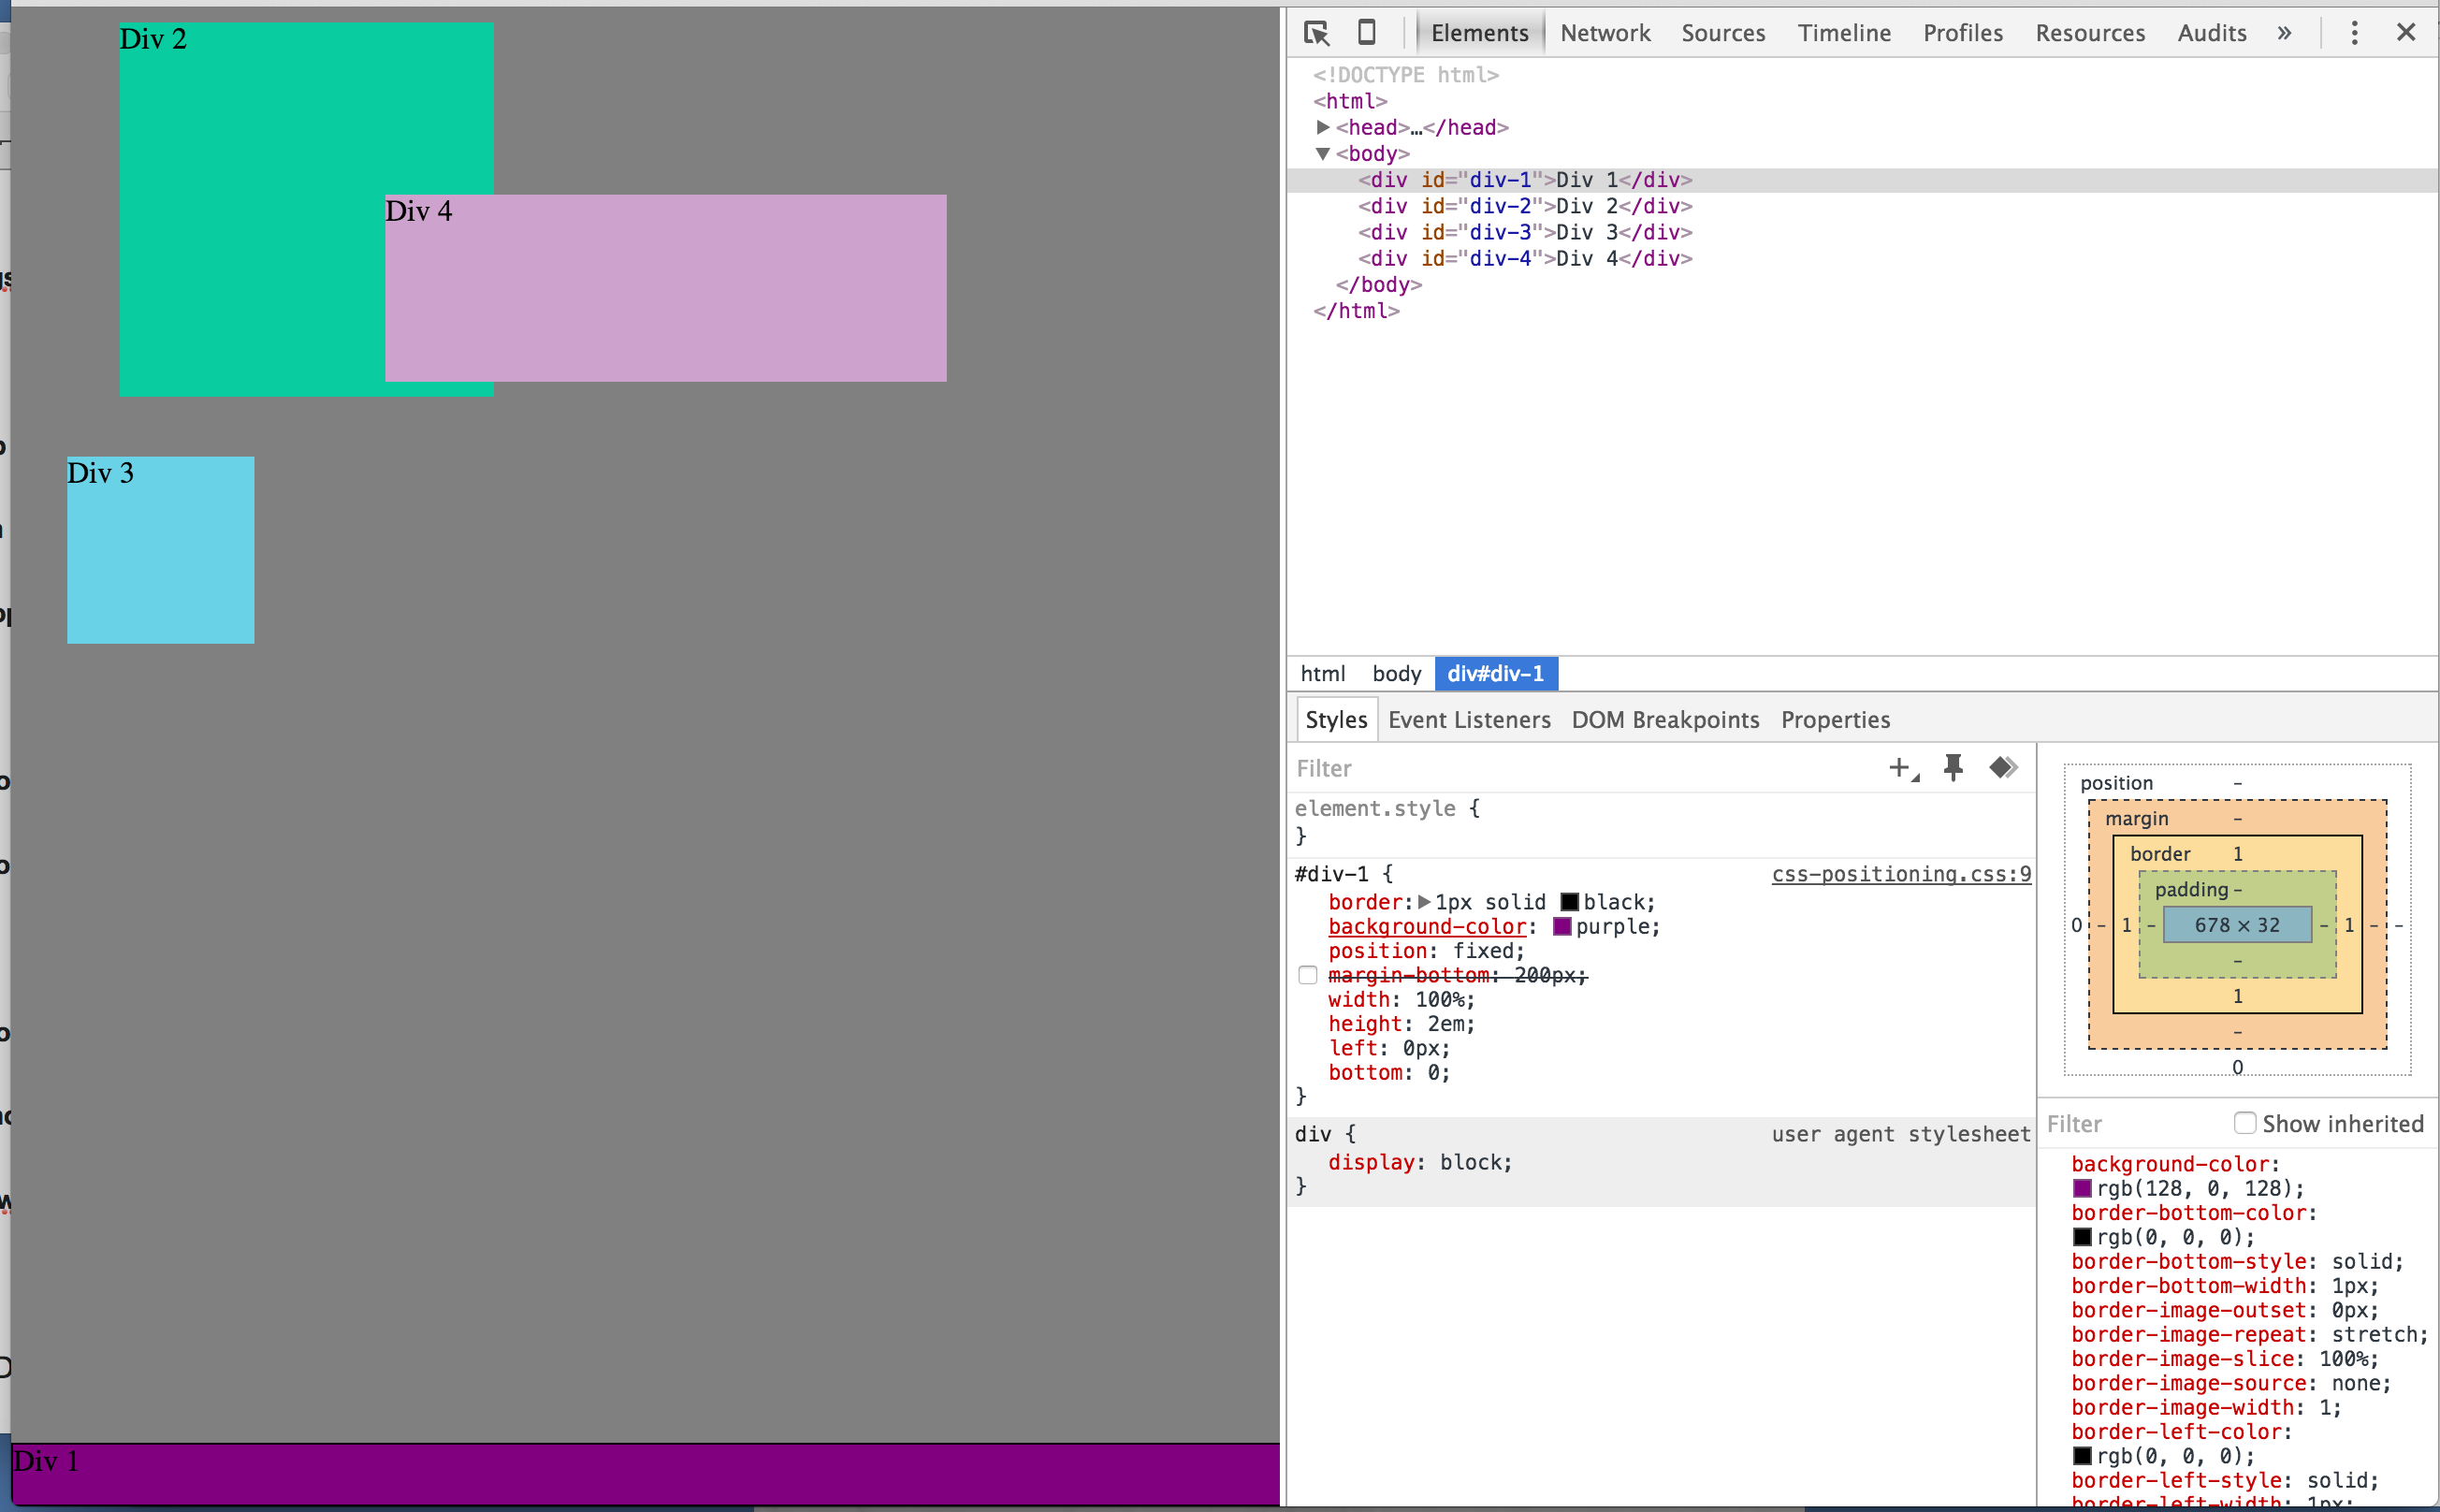 Div 2
Div 4
Div 3
Div 1
Elements Network Sources Timeline Profiles Resources Audits »
<!DOCTYPE html>
<html>
<head>…</head>
<body>
<div id="div-1">Div 1</div>
<div id="div-2">Div 2</div>
<div id="div-3">Div 3</div>
<div id="div-4">Div 4</div>
</body>
</html>
html body div#div-1
Styles Event Listeners DOM Breakpoints Properties
Filter
element.style {
}
#div-1 { css-positioning.css:9
border: 1px solid black;
background-color: purple;
position: fixed;
margin-bottom: 200px;
width: 100%;
height: 2em;
left: 0px;
bottom: 0;
}
div { user agent stylesheet
display: block;
}
position –
margin –
border 1
padding –
0 – 1 – 678 × 32 – 1 – –
–
1
–
0
Filter Show inherited
background-color:
rgb(128, 0, 128);
border-bottom-color:
rgb(0, 0, 0);
border-bottom-style: solid;
border-bottom-width: 1px;
border-image-outset: 0px;
border-image-repeat: stretch;
border-image-slice: 100%;
border-image-source: none;
border-image-width: 1;
border-left-color:
rgb(0, 0, 0);
border-left-style: solid;
border-left-width: 1px;